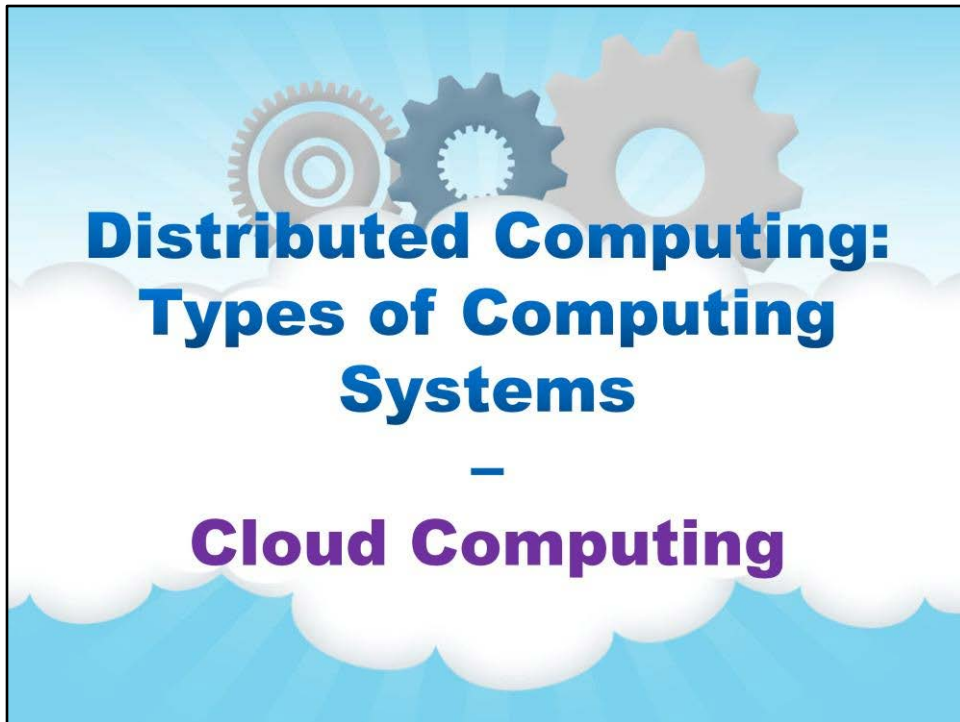 Distributed Computing:
Types of Computing
Systems
–
Cloud Computing